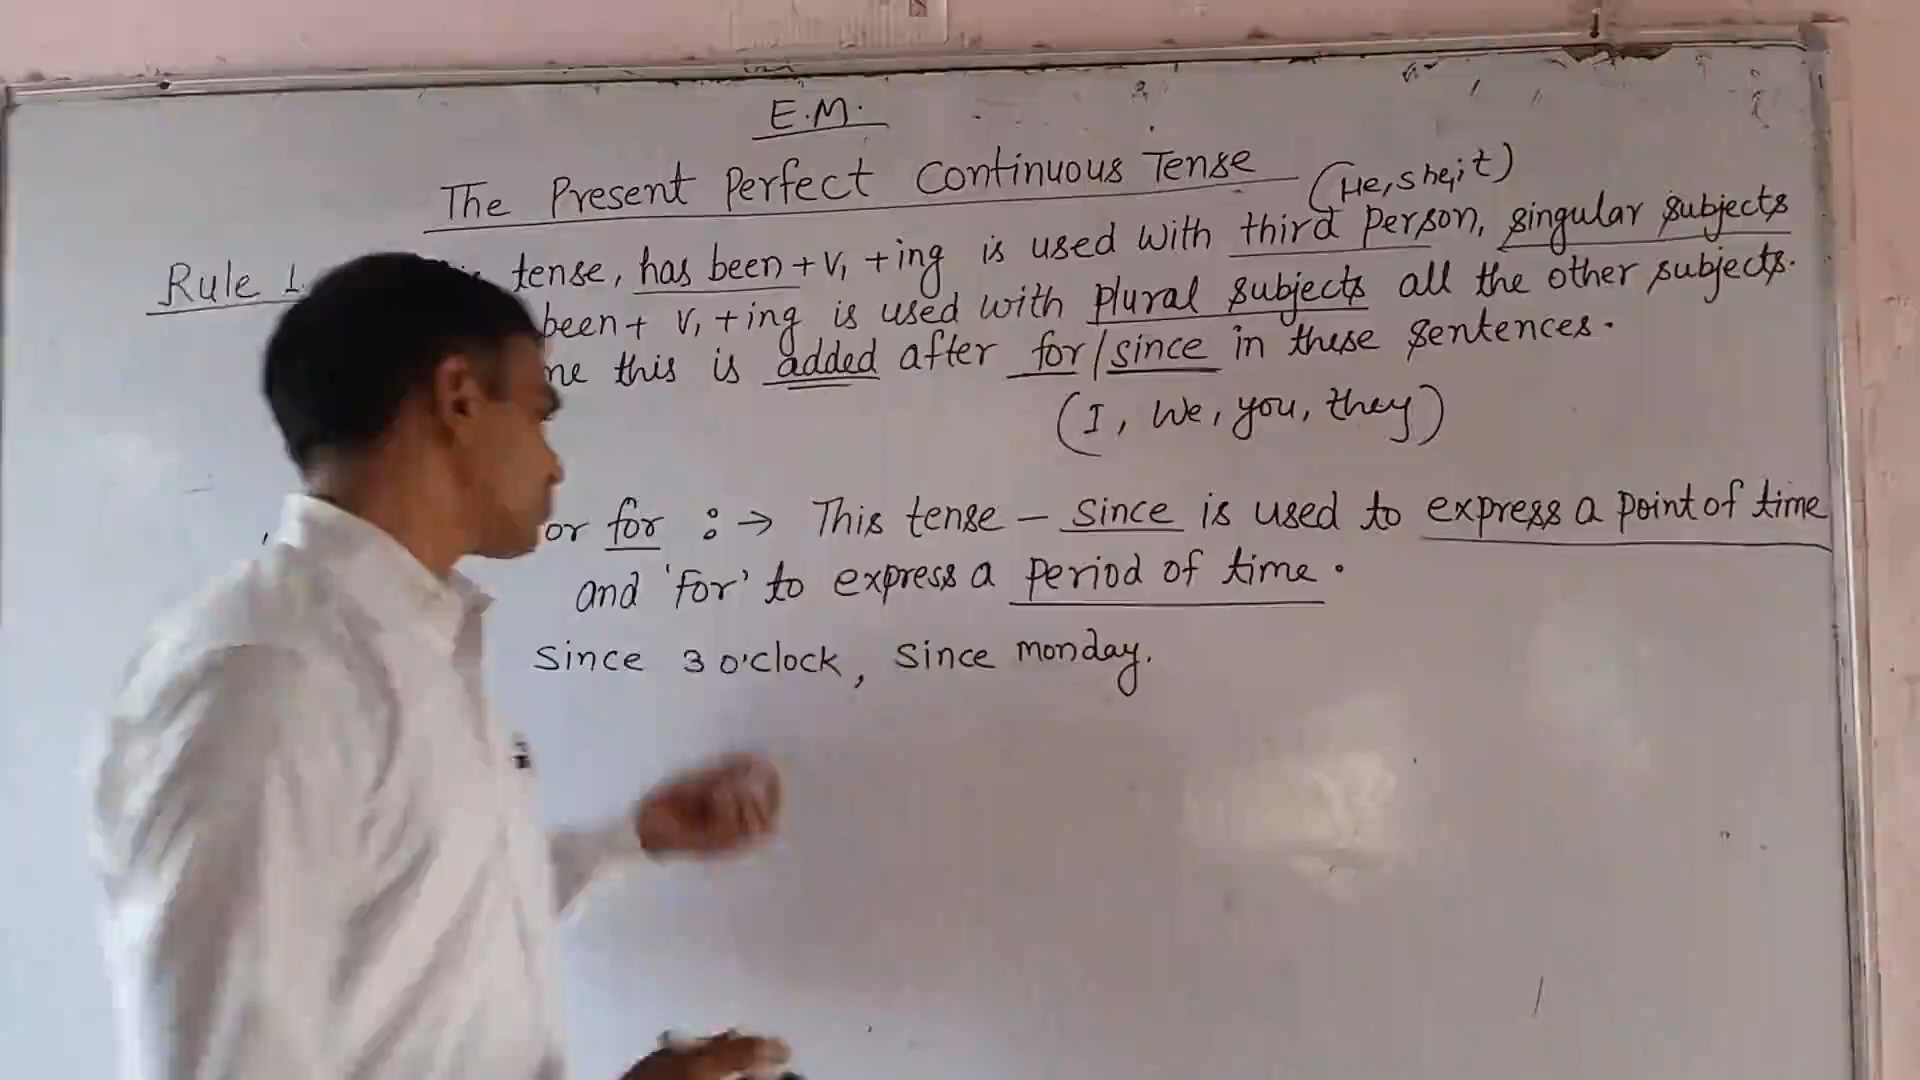 E.M.
The Present Perfect Continuous Tense
(He, she, it)
Rule 1. tense, has been + V₁ + ing is used with third person, singular subjects
been + V₁ + ing is used with plural subjects all the other subjects.
this is added after for / since in these sentences.
(I, We, you, they)
or for : → This tense – since is used to express a point of time
and 'for' to express a period of time.
since 3 o'clock, since monday.